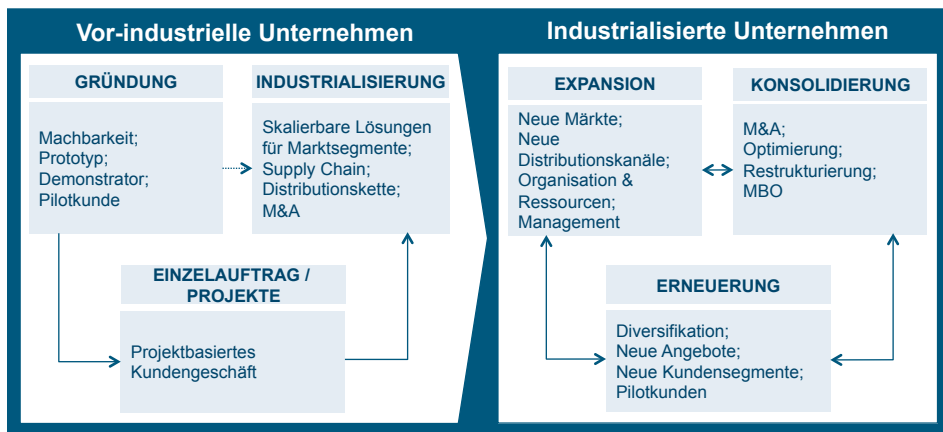 Vor-industrielle Unternehmen
GRÜNDUNG
Machbarkeit;
Prototyp;
Demonstrator;
Pilotkunde
INDUSTRIALISIERUNG
Skalierbare Lösungen
für Marktsegmente;
Supply Chain;
Distributionskette;
M&A
EINZELAUFTRAG /
PROJEKTE
Projektbasiertes
Kundengeschäft
Industrialisierte Unternehmen
EXPANSION
Neue Märkte;
Neue
Distributionskanäle;
Organisation &
Ressourcen;
Management
KONSOLIDIERUNG
M&A;
Optimierung;
Restrukturierung;
MBO
ERNEUERUNG
Diversifikation;
Neue Angebote;
Neue Kundensegmente;
Pilotkunden